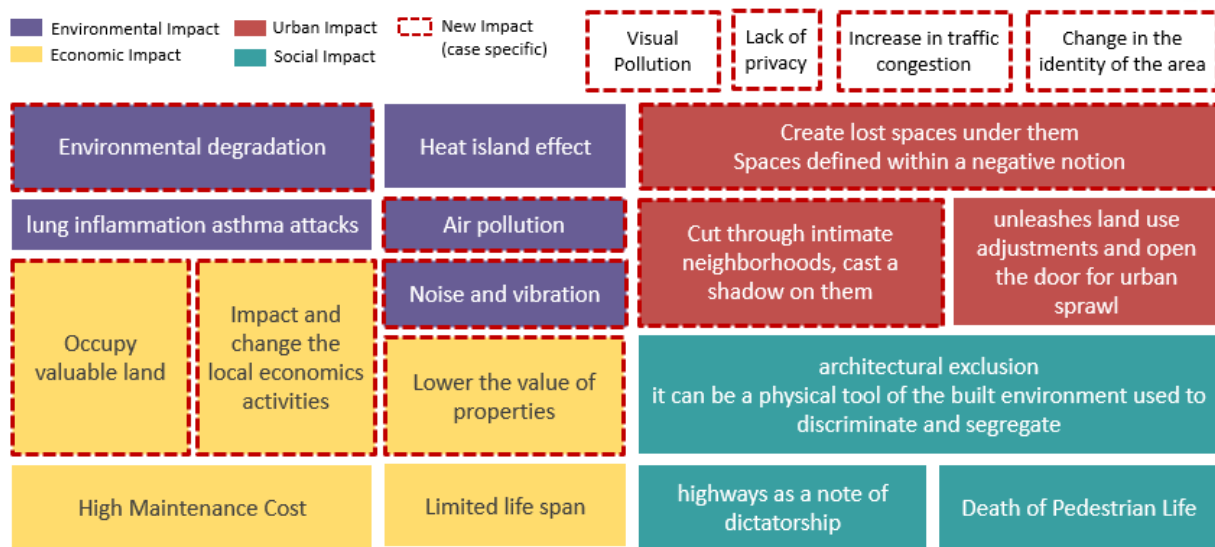 Environmental Impact
Urban Impact
New Impact
(case specific)
Economic Impact
Social Impact
Visual
Pollution
Lack of
privacy
Increase in traffic
congestion
Change in the
identity of the area
Environmental degradation
Heat island effect
Create lost spaces under them
Spaces defined within a negative notion
lung inflammation asthma attacks
Air pollution
Cut through intimate
neighborhoods, cast a
shadow on them
unleashes land use
adjustments and open
the door for urban
sprawl
Occupy
valuable land
Impact and
change the
local economics
activities
Noise and vibration
Lower the value of
properties
architectural exclusion
it can be a physical tool of the built environment used to
discriminate and segregate
High Maintenance Cost
Limited life span
highways as a note of
dictatorship
Death of Pedestrian Life